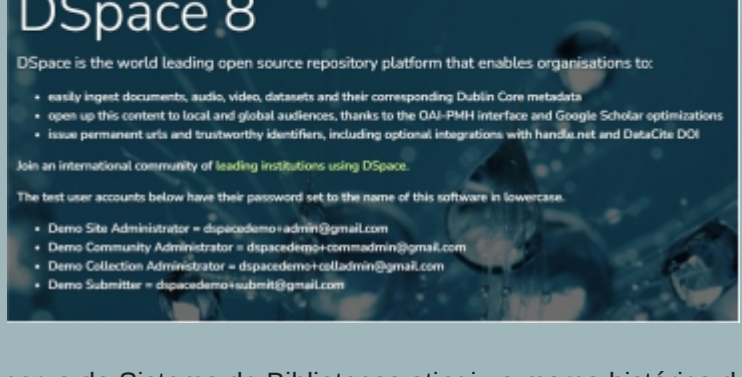 DSpace 8
DSpace is the world leading open source repository platform that enables organisations to:
• easily ingest documents, audio, video, datasets and their corresponding Dublin Core metadata
• open up this content to local and global audiences, thanks to the OAI-PMH interface and Google Scholar optimizations
• issue permanent urls and trustworthy identifiers, including optional integrations with handle.net and DataCite DOI
Join an international community of leading institutions using DSpace.
The test user accounts below have their password set to the name of this software in lowercase.
• Demo Site Administrator = dspacedemo+admin@gmail.com
• Demo Community Administrator = dspacedemo+commadmin@gmail.com
• Demo Collection Administrator = dspacedemo+colladmin@gmail.com
• Demo Submitter = dspacedemo+submit@gmail.com